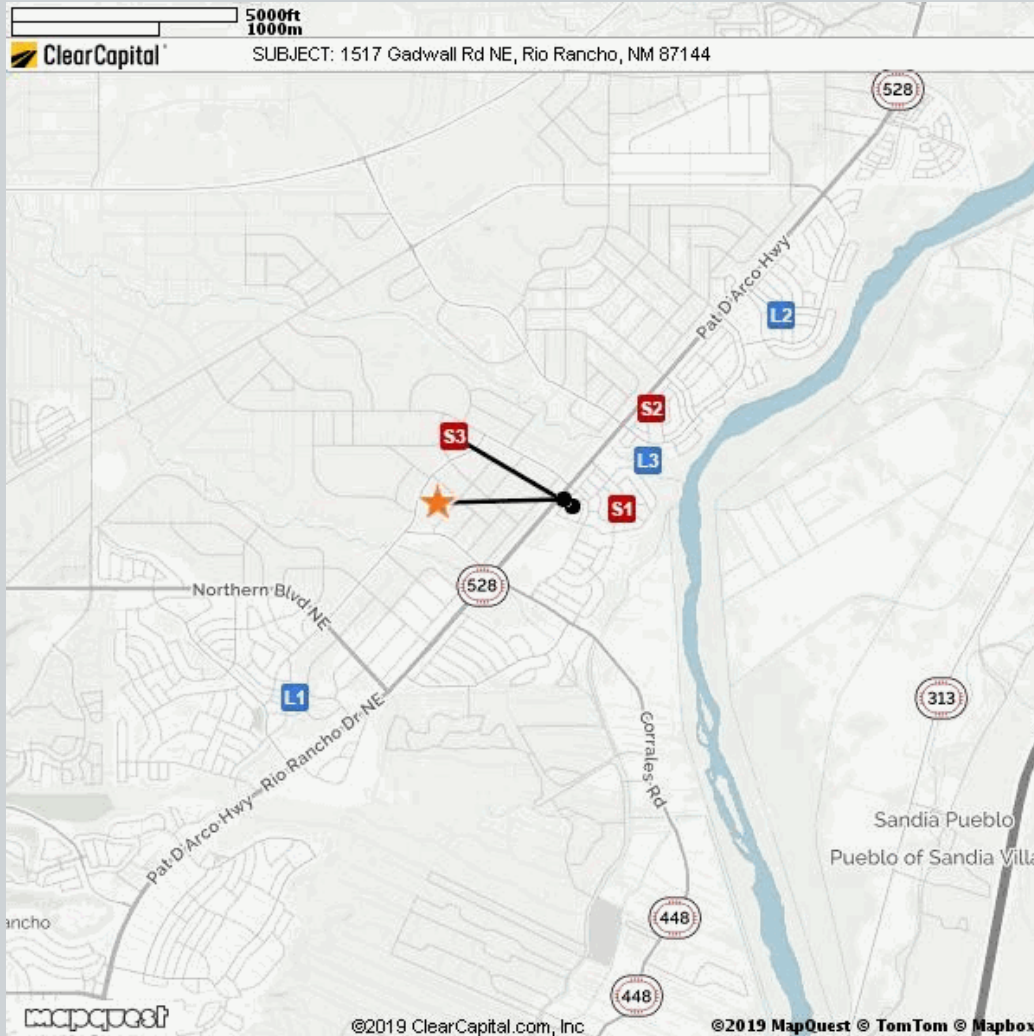 5000ft
1000m
ClearCapital
SUBJECT: 1517 Gadwall Rd NE, Rio Rancho, NM 87144
528
Pat D'Arco Hwy
L2
S2
S3
L3
S1
528
Northern Blvd NE
L1
313
Pat D'Arco Hwy Rio Rancho Dr NE
Corrales Rd
Sandia Pueblo
Pueblo of Sandia Villa
ancho
448
448
mapquest
©2019 ClearCapital.com, Inc
©2019 MapQuest © TomTom © Mapbox